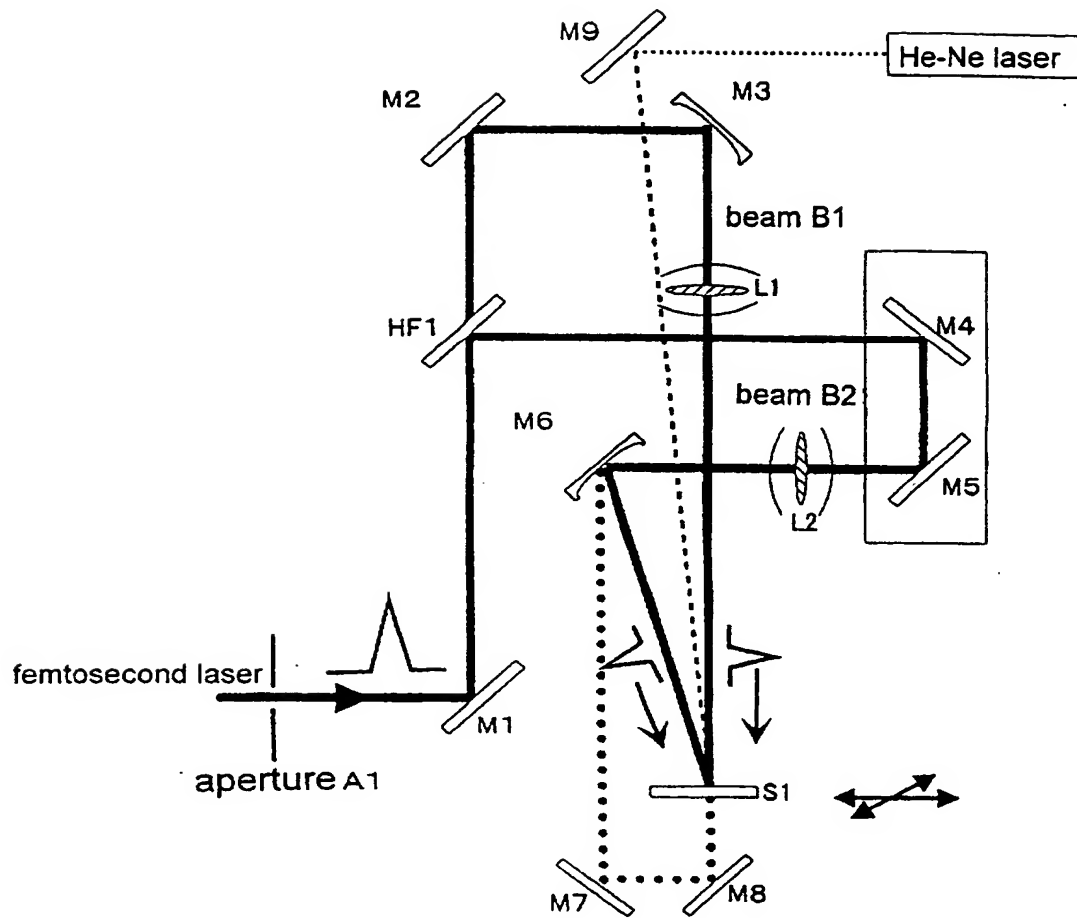 M9
He-Ne laser
M2
M3
beam B1
L1
HF1
M4
beam B2
M6
M5
L2
femtosecond laser
M1
aperture A1
S1
M7
M8